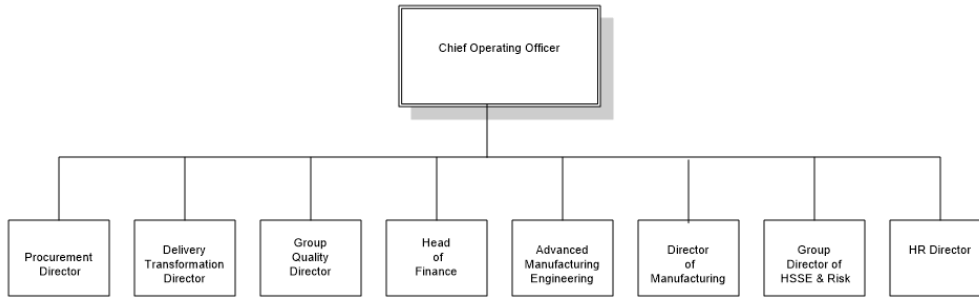 Chief Operating Officer
Procurement
Director
Delivery
Transformation
Director
Group
Quality
Director
Head
of
Finance
Advanced
Manufacturing
Engineering
Director
of
Manufacturing
Group
Director of
HSSE & Risk
HR Director